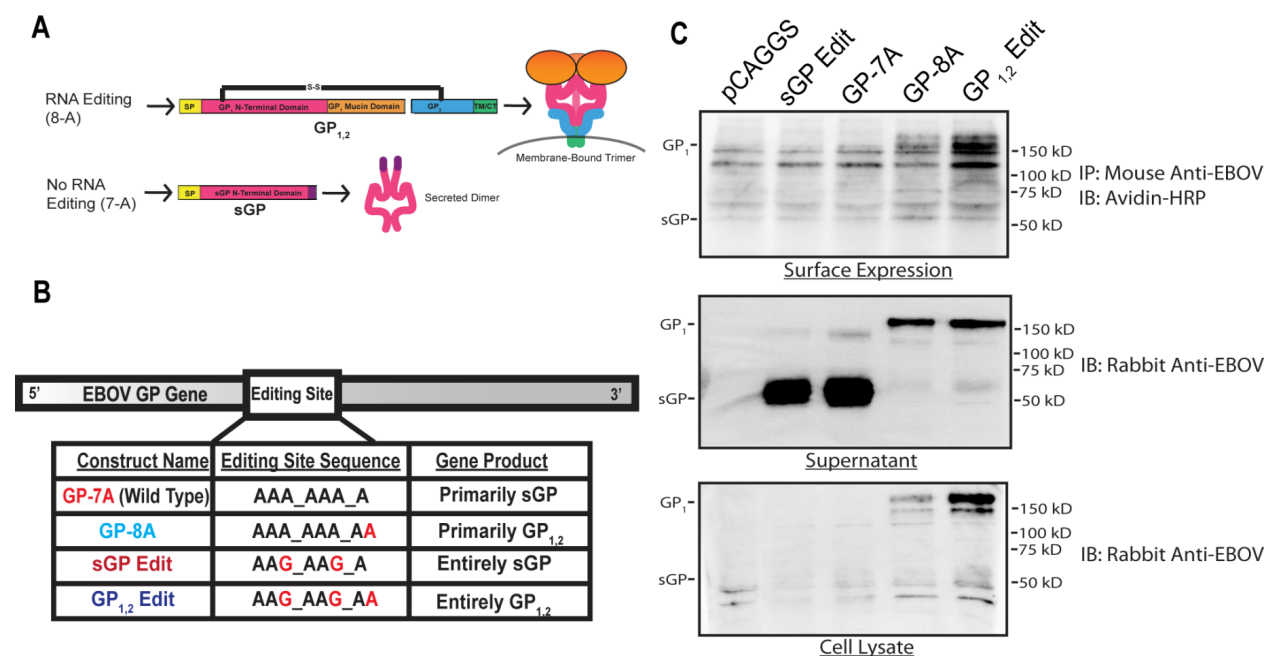 A
RNA Editing
(8-A)
S-S
SP
GP1 N-Terminal Domain
GP1 Mucin Domain
GP2
TM/CT
GP1,2
Membrane-Bound Trimer
No RNA
Editing (7-A)
SP
sGP N-Terminal Domain
sGP
Secreted Dimer
B
5’
EBOV GP Gene
Editing Site
3’
Construct Name Editing Site Sequence Gene Product
GP-7A (Wild Type) AAA_AAA_A Primarily sGP
GP-8A AAA_AAA_AA Primarily GP1,2
sGP Edit AAG_AAG_A Entirely sGP
GP1,2 Edit AAG_AAG_AA Entirely GP1,2
C
pCAGGS
sGP Edit
GP-7A
GP-8A
GP1,2 Edit
GP1-
sGP-
-150 kD
-100 kD
-75 kD
-50 kD
IP: Mouse Anti-EBOV
IB: Avidin-HRP
Surface Expression
GP1-
sGP-
-150 kD
-100 kD
-75 kD
-50 kD
IB: Rabbit Anti-EBOV
Supernatant
GP1-
sGP-
-150 kD
-100 kD
-75 kD
-50 kD
IB: Rabbit Anti-EBOV
Cell Lysate